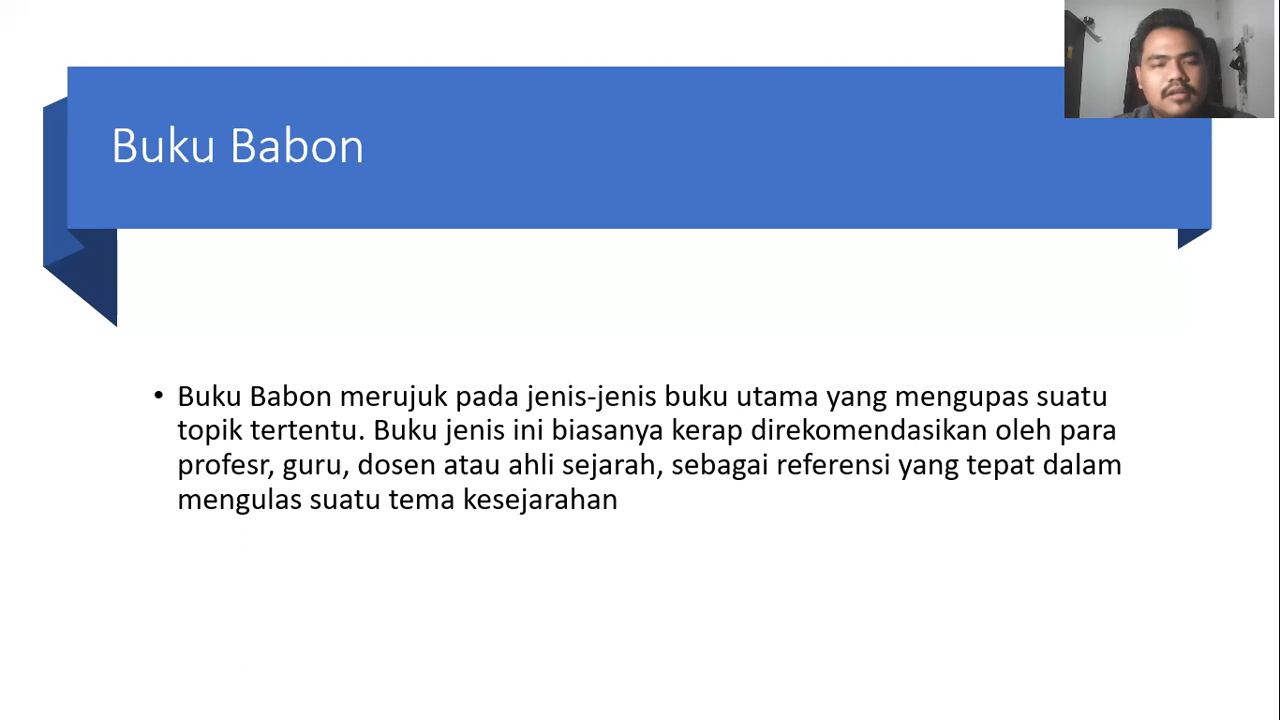 Buku Babon
• Buku Babon merujuk pada jenis-jenis buku utama yang mengupas suatu
topik tertentu. Buku jenis ini biasanya kerap direkomendasikan oleh para
profesr, guru, dosen atau ahli sejarah, sebagai referensi yang tepat dalam
mengulas suatu tema kesejarahan